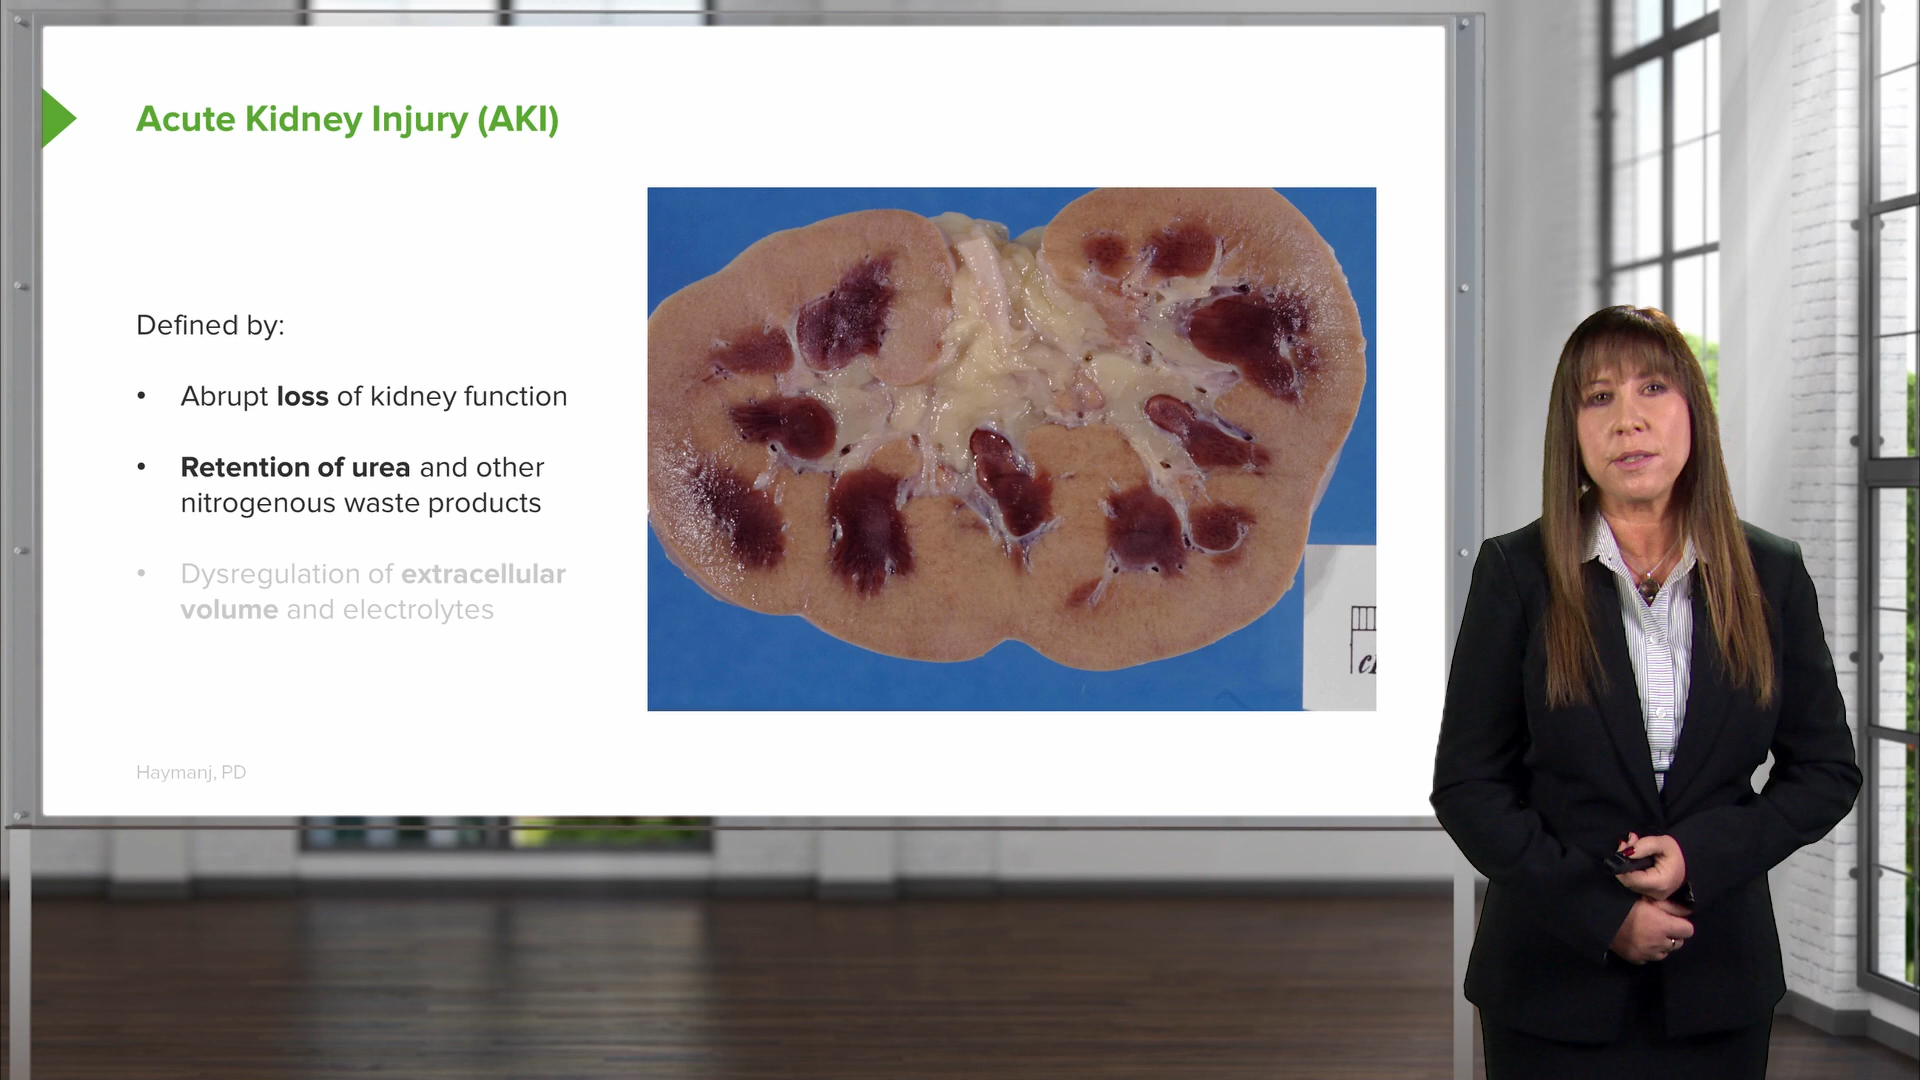 Acute Kidney Injury (AKI)
Defined by:
• Abrupt loss of kidney function
• Retention of urea and other
nitrogenous waste products
• Dysregulation of extracellular
volume and electrolytes
Haymanj, PD